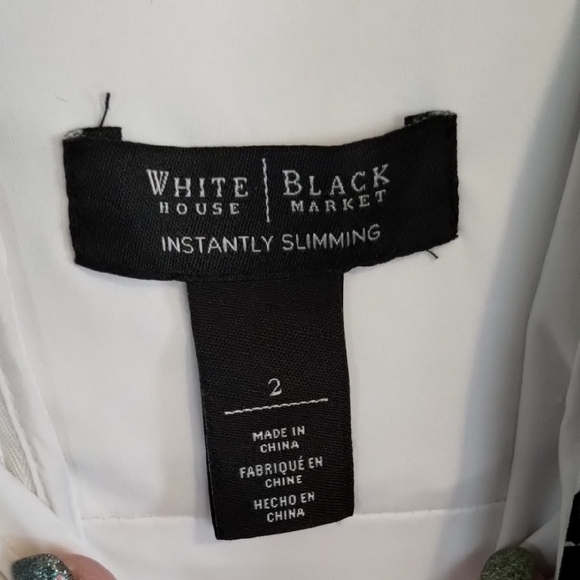 WHITE | BLACK
HOUSE | MARKET
INSTANTLY SLIMMING
2
MADE IN
CHINA
FABRIQUÉ EN
CHINE
HECHO EN
CHINA